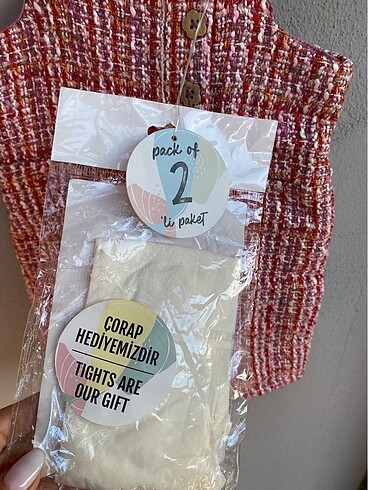 pack of
2
'li paket
ÇORAP
HEDİYEMİZDİR
TIGHTS ARE
OUR GIFT